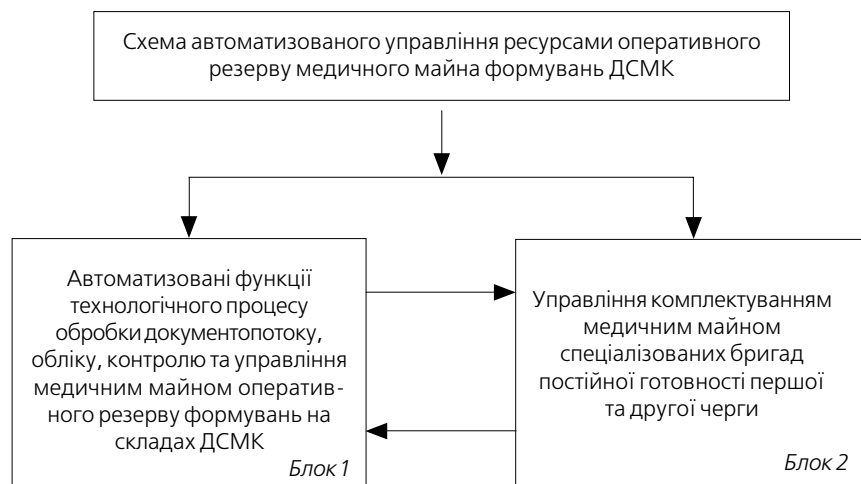 Схема автоматизованого управління ресурсами оперативного
резерву медичного майна формувань ДСМК
Автоматизовані функції
технологічного процесу
обробки документопотоку,
обліку, контролю та управління
медичним майном оператив-
ного резерву формувань на
складах ДСМК
Блок 1
Управління комплектуванням
медичним майном
спеціалізованих бригад
постійної готовності першої
та другої черги
Блок 2